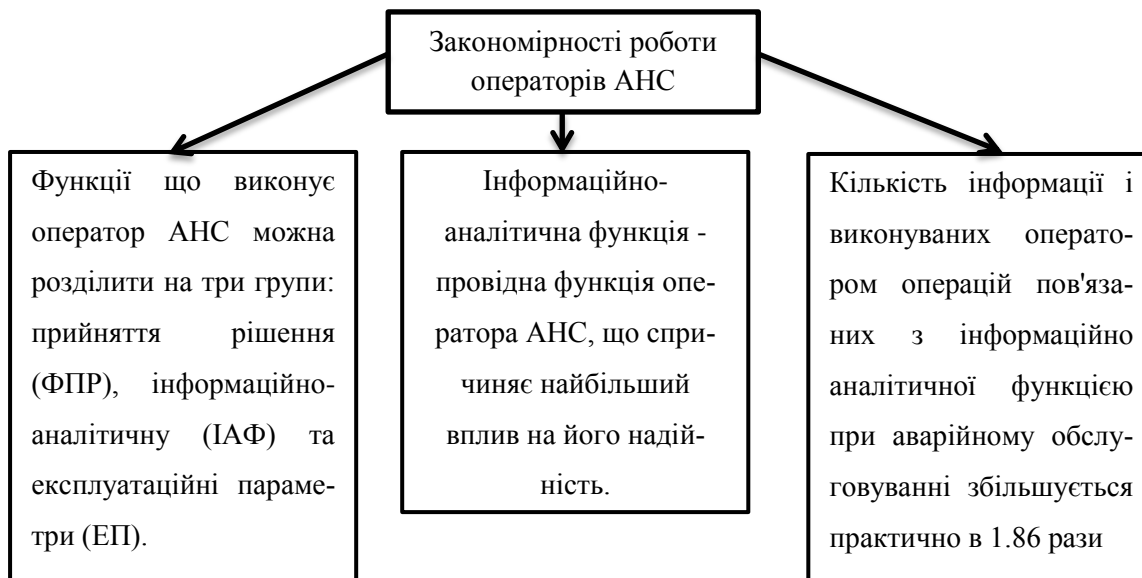 Закономірності роботи
операторів АНС
Функції що виконує
оператор АНС можна
розділити на три групи:
прийняття рішення
(ФПР), інформаційно-
аналітичну (ІАФ) та
експлуатаційні параме-
три (ЕП).
Інформаційно-
аналітична функція -
провідна функція опе-
ратора АНС, що спри-
чиняє найбільший
вплив на його надій-
ність.
Кількість інформації і
виконуваних операто-
ром операцій пов'яза-
них з інформаційно
аналітичної функцією
при аварійному обслу-
говуванні збільшується
практично в 1.86 рази